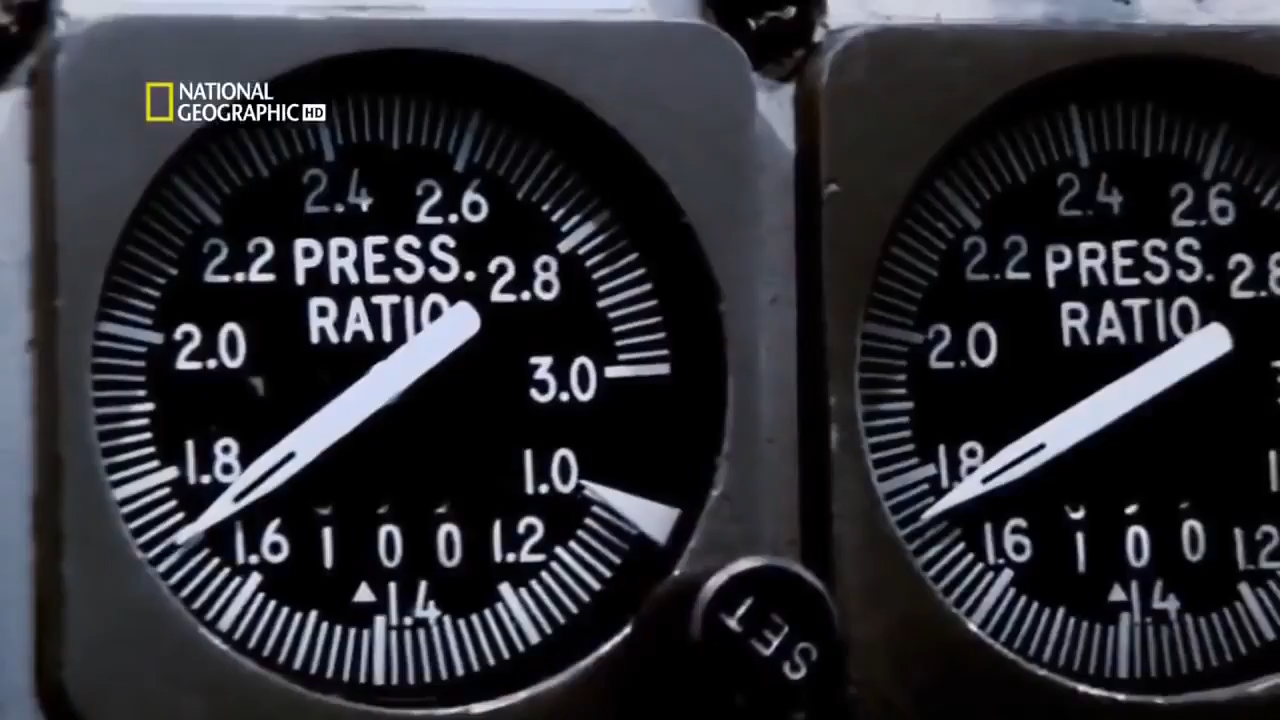 NATIONAL
GEOGRAPHIC HD
2.4 2.6
2.2 PRESS. 2.8
RATIO
2.0
3.0
1.8
1.0
1.6 1 0 0 1.2
1.4
SET
2.4 2.6
2.2 PRESS. 2.8
RATIO
2.0
1.8
1.6 1 0 0 1.2
1.4